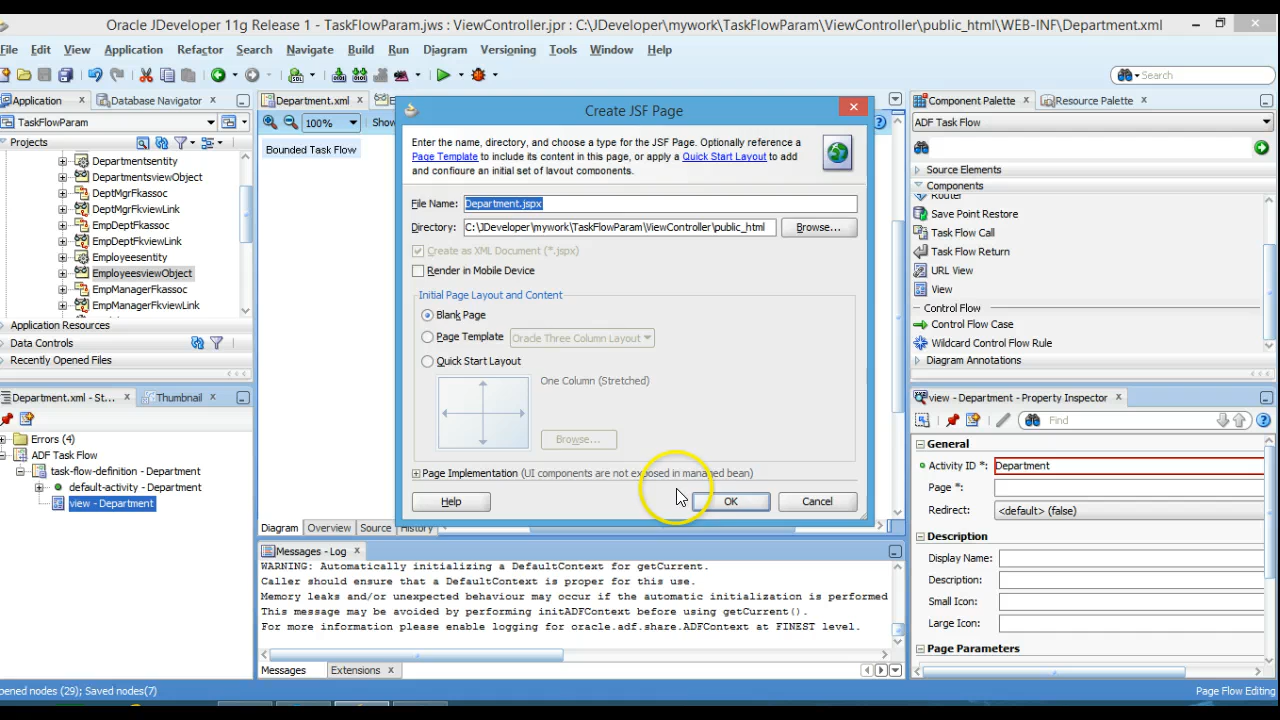 Oracle JDeveloper 11g Release 1 - TaskFlowParam.jws : ViewController.jpr : C:\JDeveloper\mywork\TaskFlowParam\ViewController\public_html\WEB-INF\Department.xml
File Edit View Application Refactor Search Navigate Build Run Diagram Versioning Tools Window Help
Search
Application
Database Navigator
TaskFlowParam
Projects
Departmentsentity
DepartmentsviewObject
DeptMgrFkassoc
DeptMgrFkviewLink
EmpDeptFkassoc
EmpDeptFkviewLink
Employeesentity
EmployeesviewObject
EmpManagerFkassoc
EmpManagerFkviewLink
Application Resources
Data Controls
Recently Opened Files
Department.xml - St...
Thumbnail
Errors (4)
ADF Task Flow
task-flow-definition - Department
default-activity - Department
view - Department
Department.xml
100%
Show
Bounded Task Flow
Create JSF Page
Enter the name, directory, and choose a type for the JSF Page. Optionally reference a
Page Template to include its content in this page, or apply a Quick Start Layout to add
and configure an initial set of layout components.
File Name: Department.jspx
Directory: C:\JDeveloper\mywork\TaskFlowParam\ViewController\public_html Browse...
Create as XML Document (*.jspx)
Render in Mobile Device
Initial Page Layout and Content
Blank Page
Page Template Oracle Three Column Layout
Quick Start Layout
One Column (Stretched)
Browse...
Page Implementation (UI components are not exposed in managed bean)
Help OK Cancel
Diagram Overview Source History
Messages - Log
WARNING: Automatically initializing a DefaultContext for getCurrent.
Caller should ensure that a DefaultContext is proper for this use.
Memory leaks and/or unexpected behaviour may occur if the automatic initialization is performed
This message may be avoided by performing initADFContext before using getCurrent().
For more information please enable logging for oracle.adf.share.ADFContext at FINEST level.
Messages Extensions
Component Palette
Resource Palette
ADF Task Flow
Source Elements
Components
Router
Save Point Restore
Task Flow Call
Task Flow Return
URL View
View
Control Flow
Control Flow Case
Wildcard Control Flow Rule
Diagram Annotations
view - Department - Property Inspector
Find
General
Activity ID *: Department
Page *:
Redirect: <default> (false)
Description
Display Name:
Description:
Small Icon:
Large Icon:
Page Parameters
opened nodes (29); Saved nodes(7)
Page Flow Editing